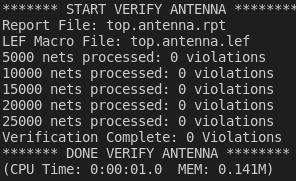 ******* START VERIFY ANTENNA ********
Report File: top.antenna.rpt
LEF Macro File: top.antenna.lef
5000 nets processed: 0 violations
10000 nets processed: 0 violations
15000 nets processed: 0 violations
20000 nets processed: 0 violations
25000 nets processed: 0 violations
Verification Complete: 0 Violations
******* DONE VERIFY ANTENNA ********
(CPU Time: 0:00:01.0  MEM: 0.141M)